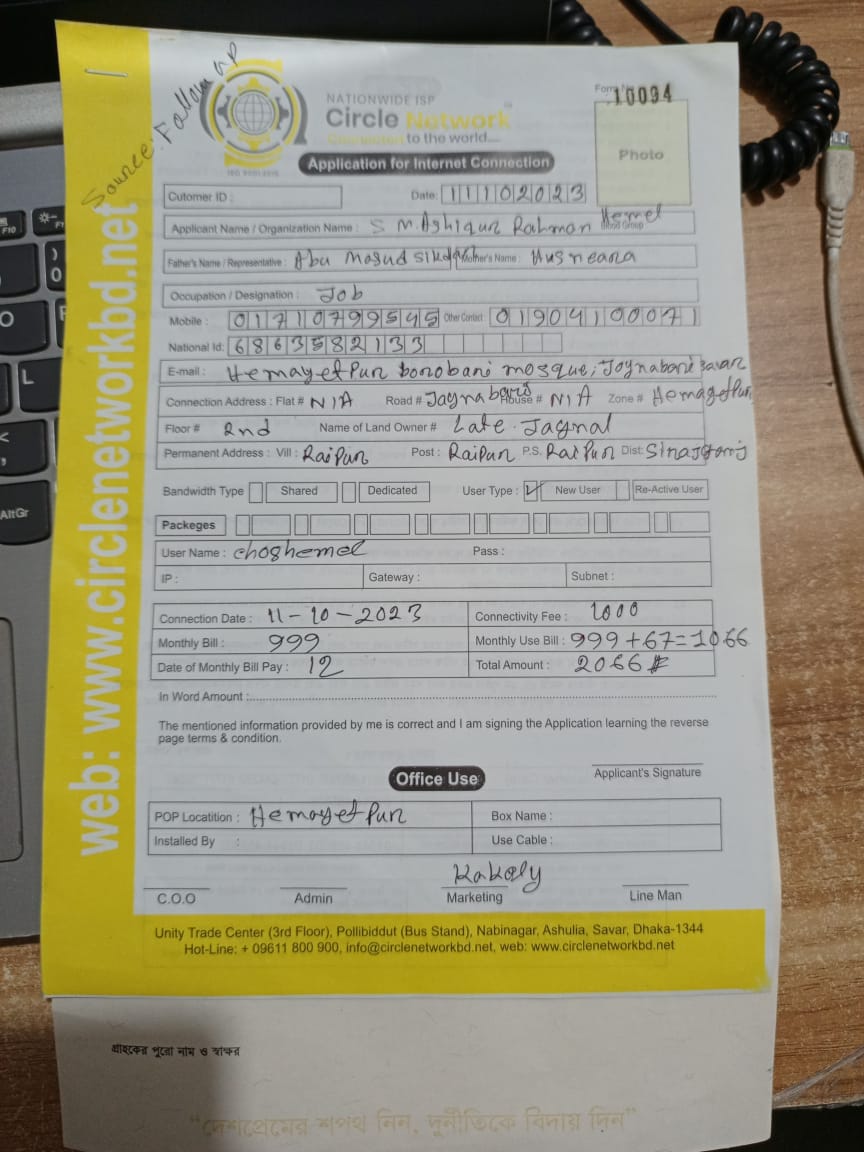 Source: Follow up
NATIONWIDE ISP
Circle Network
Connected to the world....
ISO 9001:2015
Form No
10094
Photo
Application for Internet Connection
Cutomer ID :
Date: 11102023
Applicant Name / Organization Name : S M. Ashiqur Rahman Hemel
Blood Group
Father's Name / Representative : Abu Masud Sikdar Mother's Name : Husneara
Occupation / Designation : Job
Mobile : 01710799545 Other Contact : 01904100071
National Id: 6863582133
E-mail : Hemayetpur bonobani mosque, Joynabari Savar
Connection Address : Flat # N/A Road # Jaynabari House # N/A Zone # Hemayetpur
Floor # 2nd Name of Land Owner # Late. Jaynal
Permanent Address : Vill : Raipur Post : Raipur P.S. Raipur Dist: Sirajgonj
Bandwidth Type Shared Dedicated User Type : ✓ New User Re-Active User
Packeges
User Name : choghemel Pass :
IP : Gateway : Subnet :
Connection Date : 11-10-2023 Connectivity Fee : 1000
Monthly Bill : 999 Monthly Use Bill : 999+67=1066
Date of Monthly Bill Pay : 12 Total Amount : 2066
In Word Amount :
The mentioned information provided by me is correct and I am signing the Application learning the reverse
page terms & condition.
Applicant's Signature
Office Use
POP Locatition : Hemayetpur Box Name :
Installed By : Use Cable :
Kakoly
C.O.O Admin Marketing Line Man
Unity Trade Center (3rd Floor), Pollibiddut (Bus Stand), Nabinagar, Ashulia, Savar, Dhaka-1344
Hot-Line: + 09611 800 900, info@circlenetworkbd.net, web: www.circlenetworkbd.net
web: www.circlenetworkbd.net
গ্রাহকের পুরো নাম ও স্বাক্ষর
"দেশপ্রেমের শপথ নিন, দুর্নীতিকে বিদায় দিন"
F10
AltGr
L